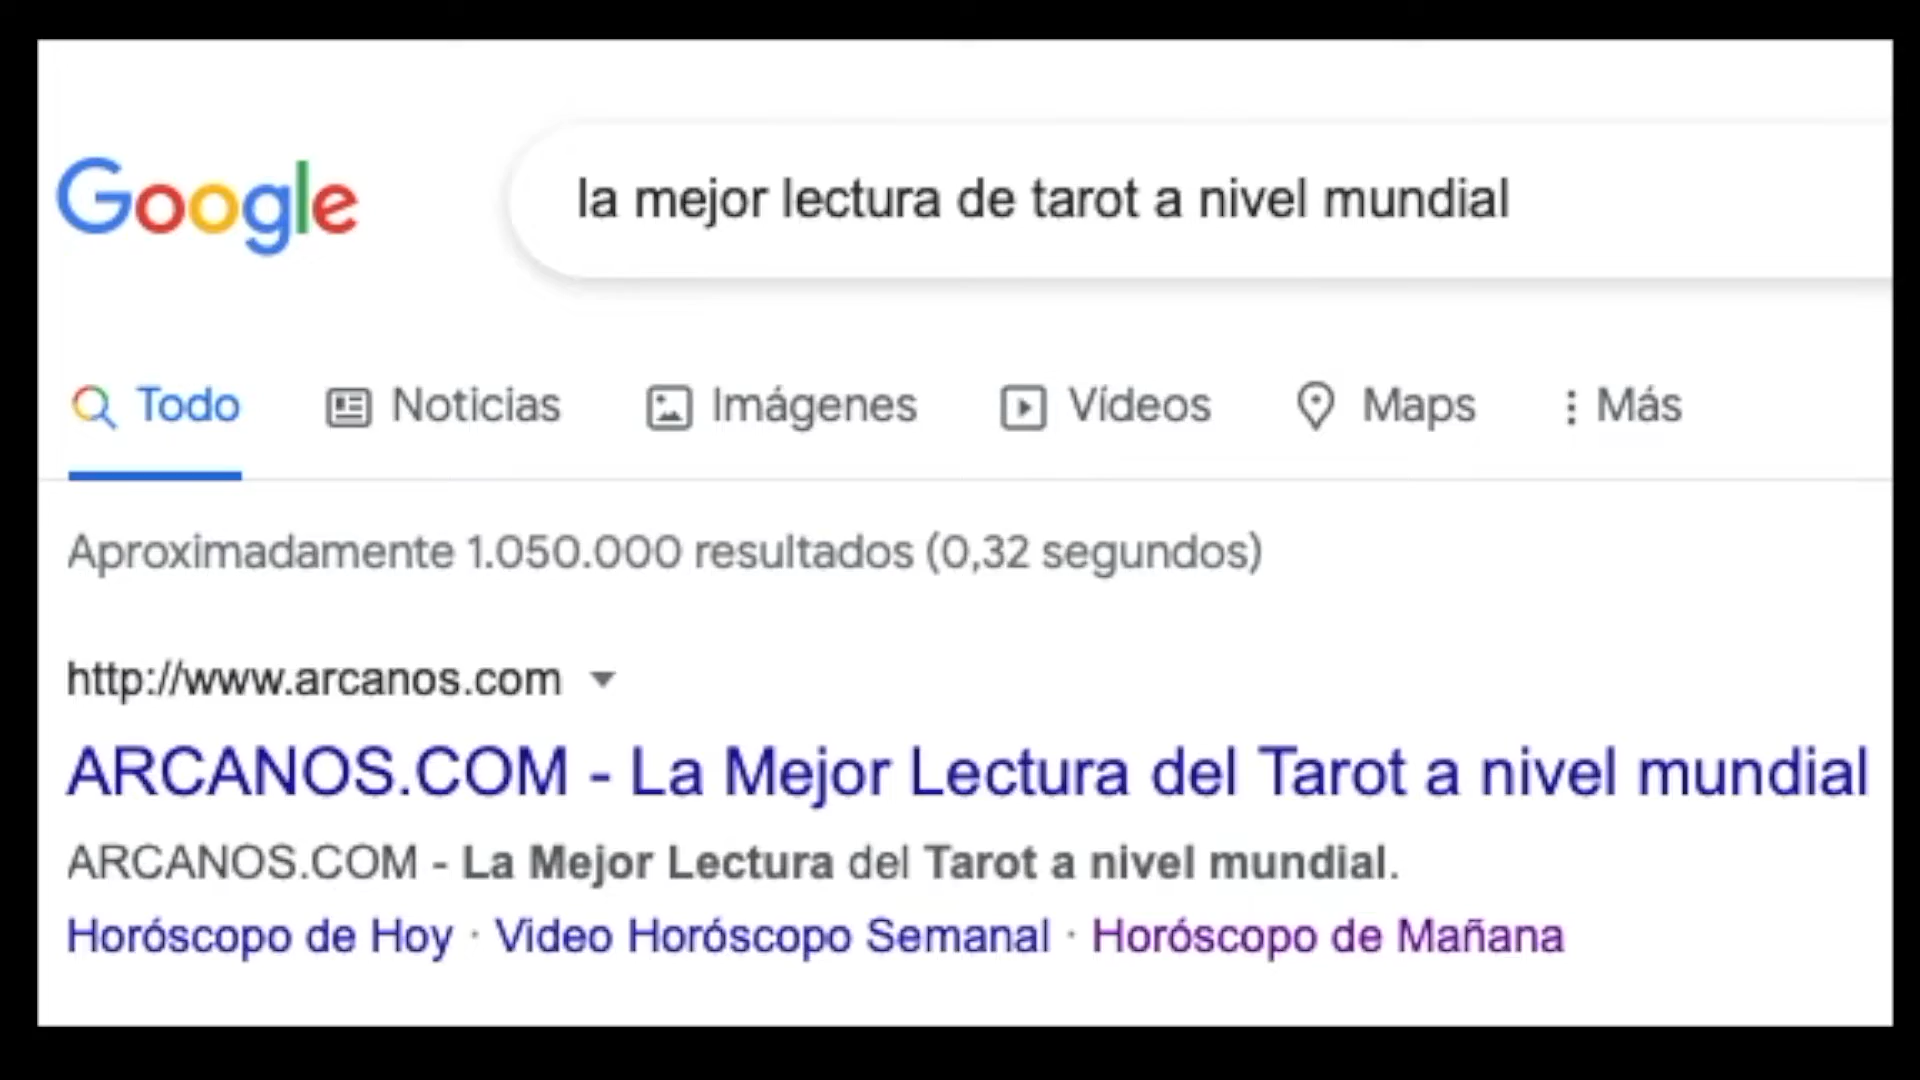 Google
la mejor lectura de tarot a nivel mundial
Todo Noticias Imágenes Vídeos Maps Más
Aproximadamente 1.050.000 resultados (0,32 segundos)
http://www.arcanos.com
ARCANOS.COM - La Mejor Lectura del Tarot a nivel mundial
ARCANOS.COM - La Mejor Lectura del Tarot a nivel mundial.
Horóscopo de Hoy · Video Horóscopo Semanal · Horóscopo de Mañana